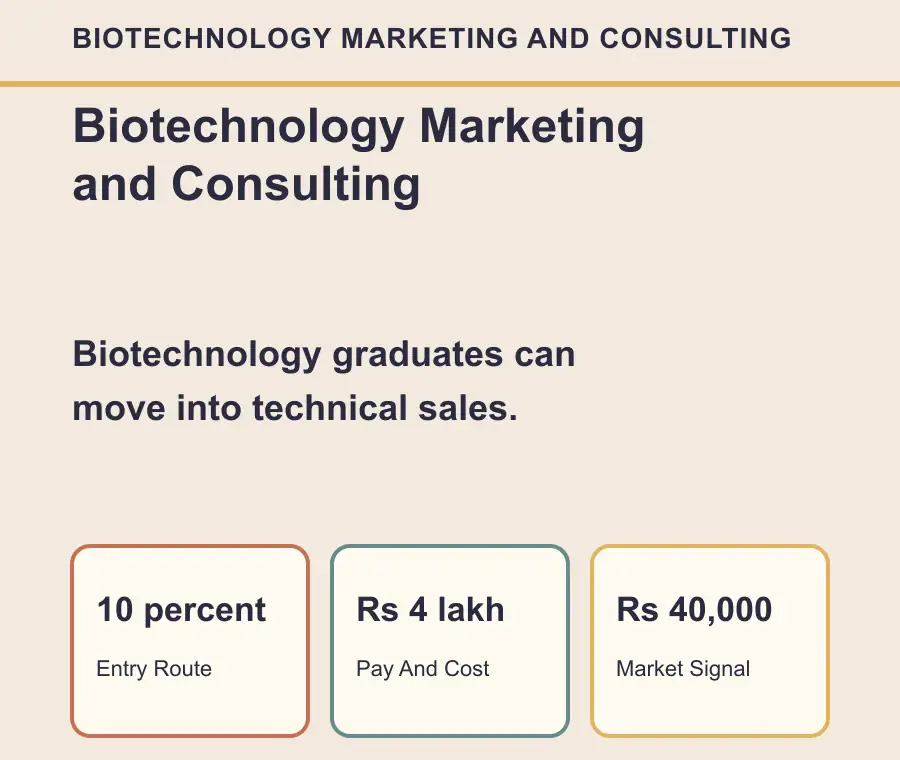 BIOTECHNOLOGY MARKETING AND CONSULTING
Biotechnology Marketing
and Consulting
Biotechnology graduates can
move into technical sales.
10 percent
Entry Route
Rs 4 lakh
Pay And Cost
Rs 40,000
Market Signal